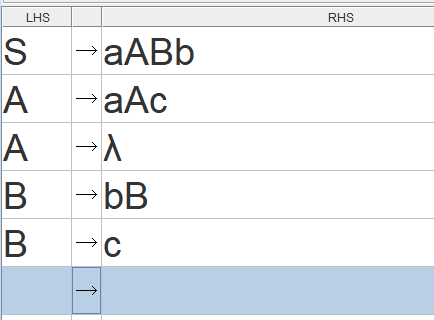 LHS RHS
S → aABb
A → aAc
A → λ
B → bB
B → c
→